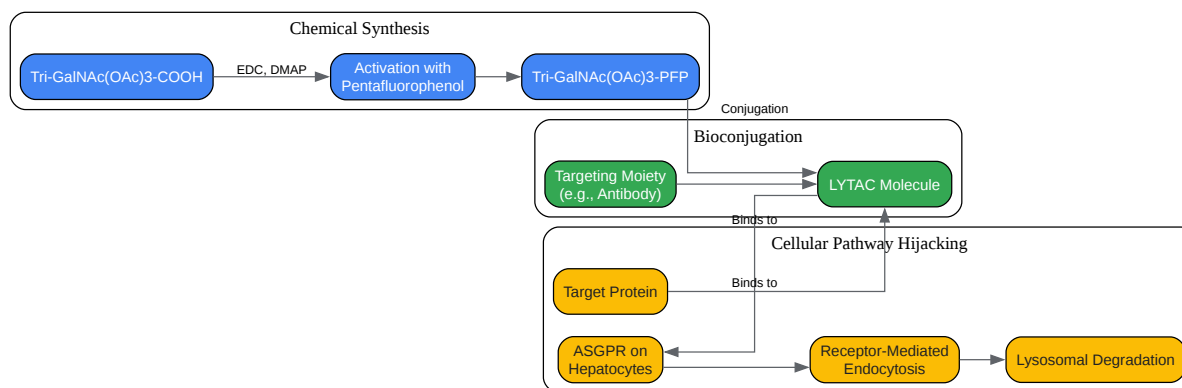 Chemical Synthesis
Tri-GalNAc(OAc)3-COOH
EDC, DMAP
Activation with
Pentafluorophenol
Tri-GalNAc(OAc)3-PFP
Conjugation
Bioconjugation
Targeting Moiety
(e.g., Antibody)
LYTAC Molecule
Binds to
Cellular Pathway Hijacking
Target Protein
Binds to
ASGPR on
Hepatocytes
Receptor-Mediated
Endocytosis
Lysosomal Degradation